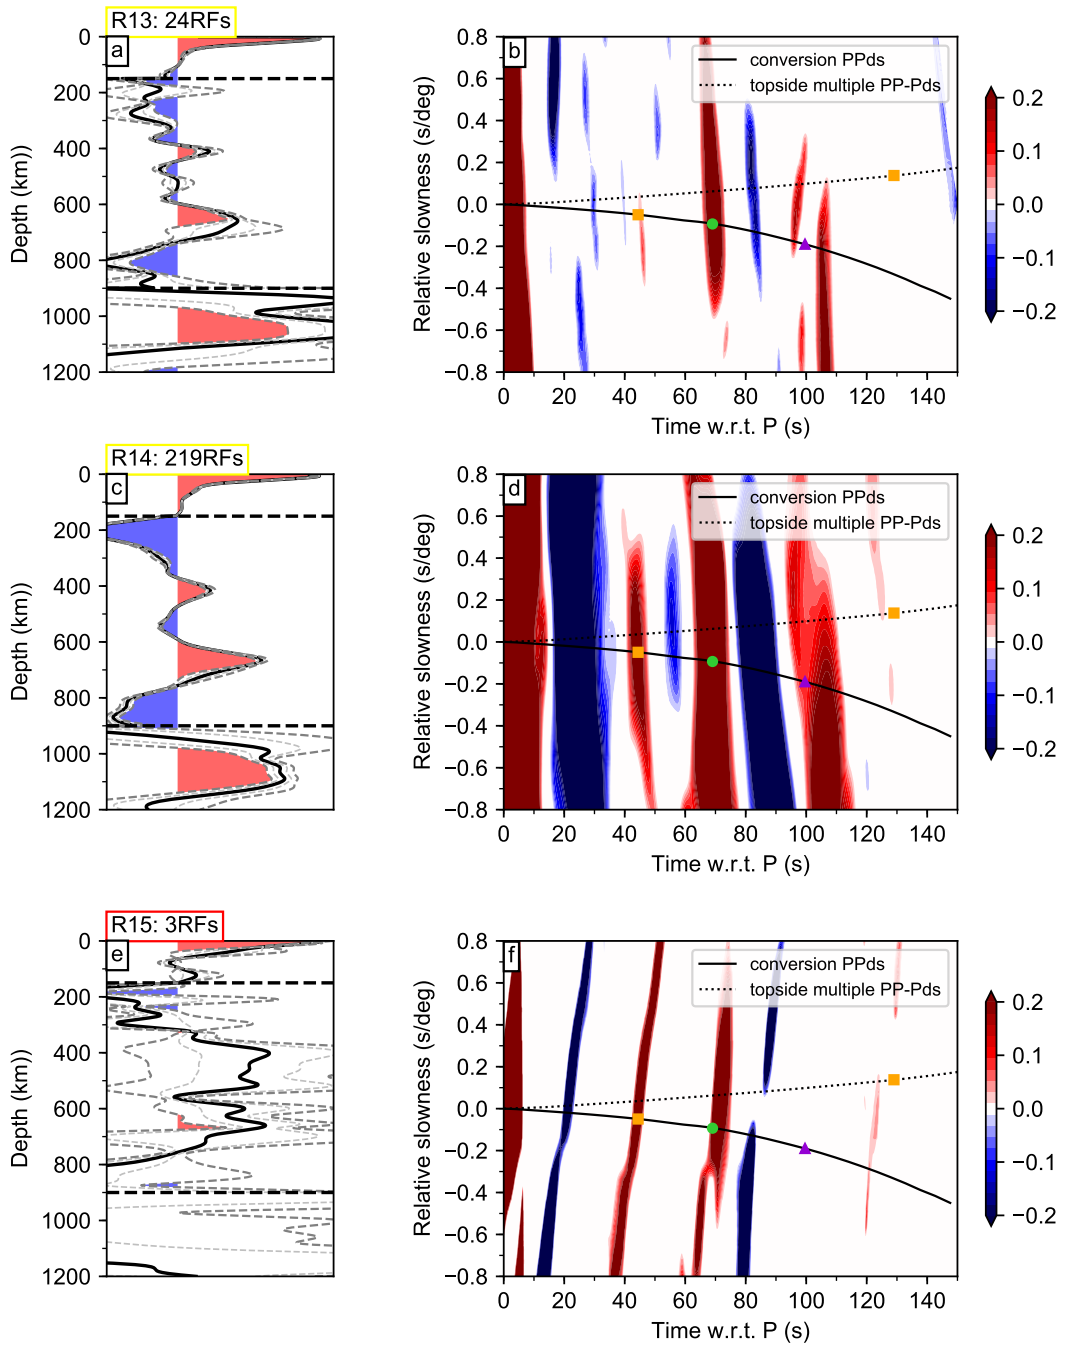 R13: 24RFs
a
0
200
400
600
800
1000
1200
Depth (km))
b
conversion PPds
topside multiple PP-Pds
0.8
0.6
0.4
0.2
0.0
−0.2
−0.4
−0.6
−0.8
Relative slowness (s/deg)
0 20 40 60 80 100 120 140
Time w.r.t. P (s)
0.2
0.1
0.0
−0.1
−0.2
R14: 219RFs
c
0
200
400
600
800
1000
1200
Depth (km))
d
conversion PPds
topside multiple PP-Pds
0.8
0.6
0.4
0.2
0.0
−0.2
−0.4
−0.6
−0.8
Relative slowness (s/deg)
0 20 40 60 80 100 120 140
Time w.r.t. P (s)
0.2
0.1
0.0
−0.1
−0.2
R15: 3RFs
e
0
200
400
600
800
1000
1200
Depth (km))
f
conversion PPds
topside multiple PP-Pds
0.8
0.6
0.4
0.2
0.0
−0.2
−0.4
−0.6
−0.8
Relative slowness (s/deg)
0 20 40 60 80 100 120 140
Time w.r.t. P (s)
0.2
0.1
0.0
−0.1
−0.2